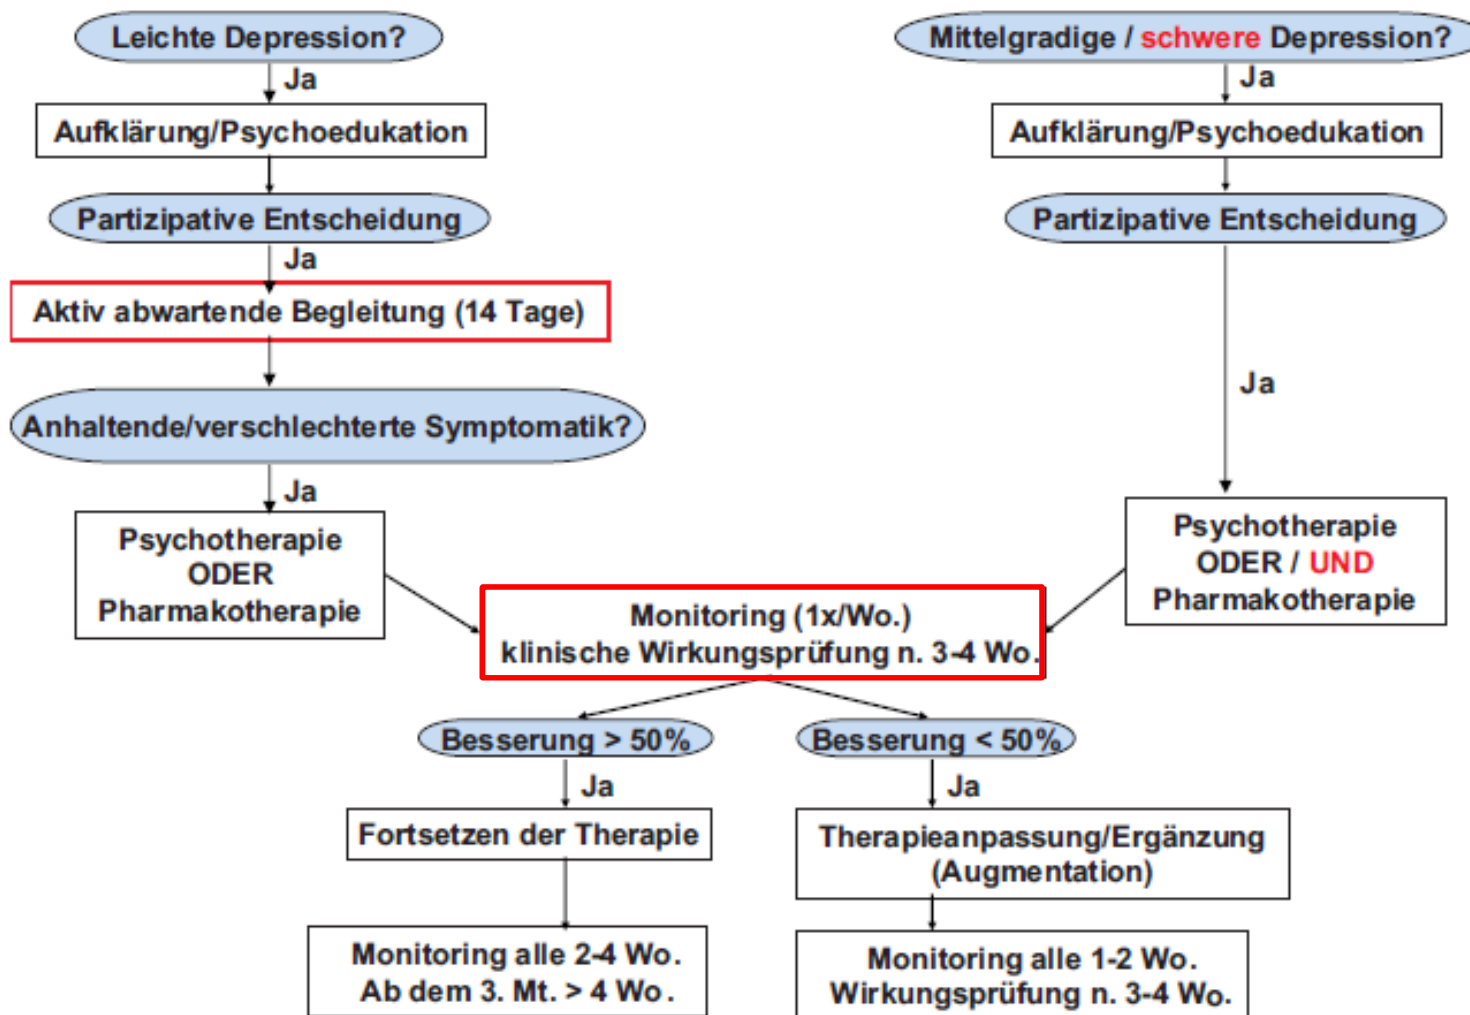 Leichte Depression?
Ja
Aufklärung/Psychoedukation
Partizipative Entscheidung
Ja
Aktiv abwartende Begleitung (14 Tage)
Anhaltende/verschlechterte Symptomatik?
Ja
Psychotherapie
ODER
Pharmakotherapie
Mittelgradige / schwere Depression?
Ja
Aufklärung/Psychoedukation
Partizipative Entscheidung
Ja
Psychotherapie
ODER / UND
Pharmakotherapie
Monitoring (1x/Wo.)
klinische Wirkungsprüfung n. 3-4 Wo.
Besserung > 50%
Ja
Fortsetzen der Therapie
Monitoring alle 2-4 Wo.
Ab dem 3. Mt. > 4 Wo.
Besserung < 50%
Ja
Therapieanpassung/Ergänzung
(Augmentation)
Monitoring alle 1-2 Wo.
Wirkungsprüfung n. 3-4 Wo.